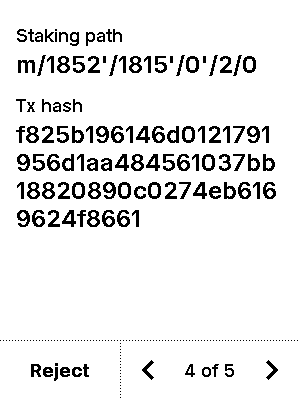 Staking path
m/1852'/1815'/0'/2/0
Tx hash
f825b196146d0121791
956d1aa484561037bb
18820890c0274eb616
9624f8661
Reject
4 of 5